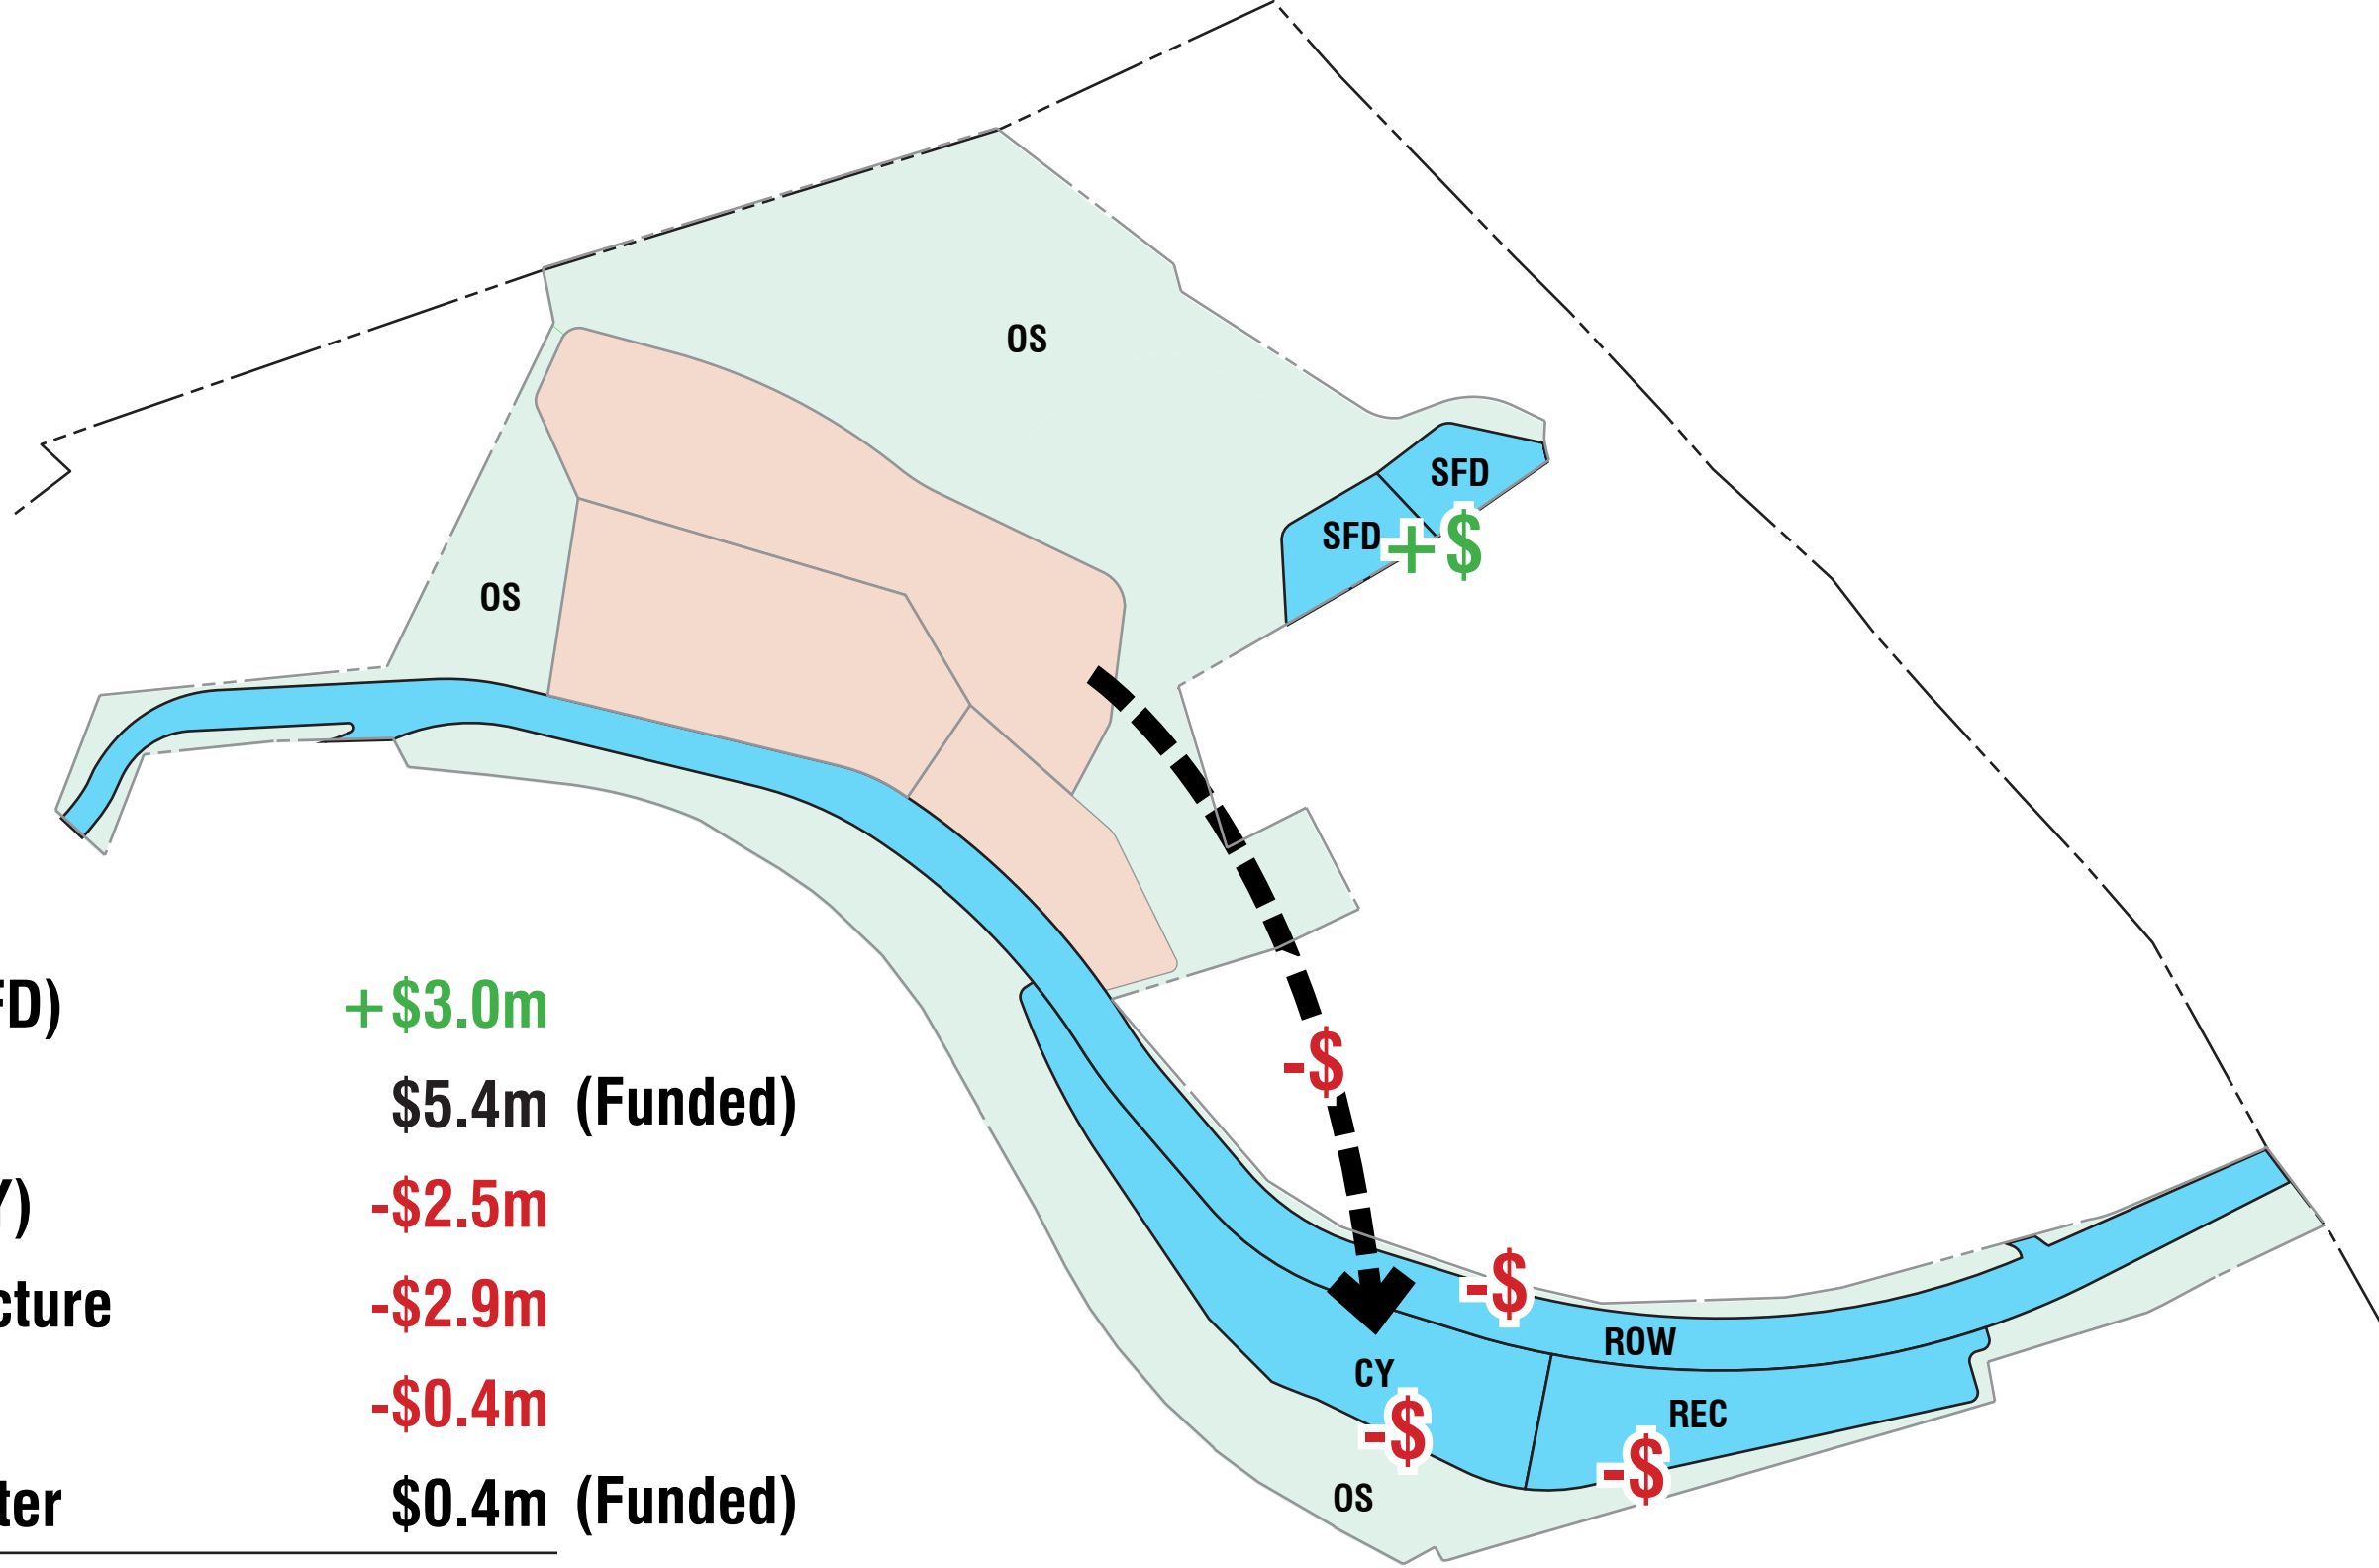 OS
SFD
SFD
+$
OS
FD) +$3.0m
$5.4m (Funded)
-$
Y) -$2.5m
cture -$2.9m
-$
ROW
CY
-$0.4m
REC
-$
-$
OS
ter $0.4m (Funded)